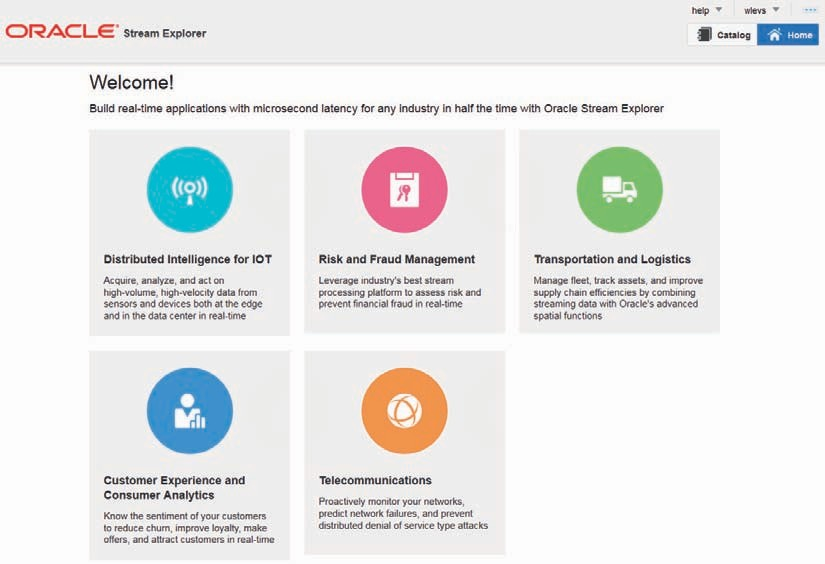 help
wlevs
ORACLE® Stream Explorer
Catalog
Home
Welcome!
Build real-time applications with microsecond latency for any industry in half the time with Oracle Stream Explorer
Distributed Intelligence for IOT
Acquire, analyze, and act on
high-volume, high-velocity data from
sensors and devices both at the edge
and in the data center in real-time
Risk and Fraud Management
Leverage industry's best stream
processing platform to assess risk and
prevent financial fraud in real-time
Transportation and Logistics
Manage fleet, track assets, and improve
supply chain efficiencies by combining
streaming data with Oracle's advanced
spatial functions
Customer Experience and
Consumer Analytics
Know the sentiment of your customers
to reduce churn, improve loyalty, make
offers, and attract customers in real-time
Telecommunications
Proactively monitor your networks,
predict network failures, and prevent
distributed denial of service type attacks